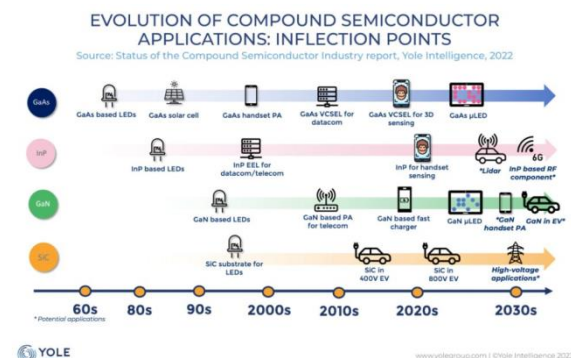 EVOLUTION OF COMPOUND SEMICONDUCTOR
APPLICATIONS: INFLECTION POINTS
Source: Status of the Compound Semiconductor Industry report, Yole Intelligence, 2022
GaAs
GaAs based LEDs
GaAs solar cell
GaAs handset PA
GaAs VCSEL for
datacom
GaAs VCSEL for 3D
sensing
GaAs µLED
InP
InP based LEDs
InP EEL for
datacom/telecom
InP for handset
sensing
*Lidar
6G
InP based RF
component*
GaN
GaN based LEDs
GaN based PA
for telecom
GaN based fast
charger
GaN µLED
*GaN
handset PA
GaN in EV*
SiC
SiC substrate for
LEDs
SiC in
400V EV
SiC in
800V EV
High-voltage
applications*
60s
80s
90s
2000s
2010s
2020s
2030s
* Potential applications
YOLE
www.yolegroup.com | ©Yole Intelligence 202